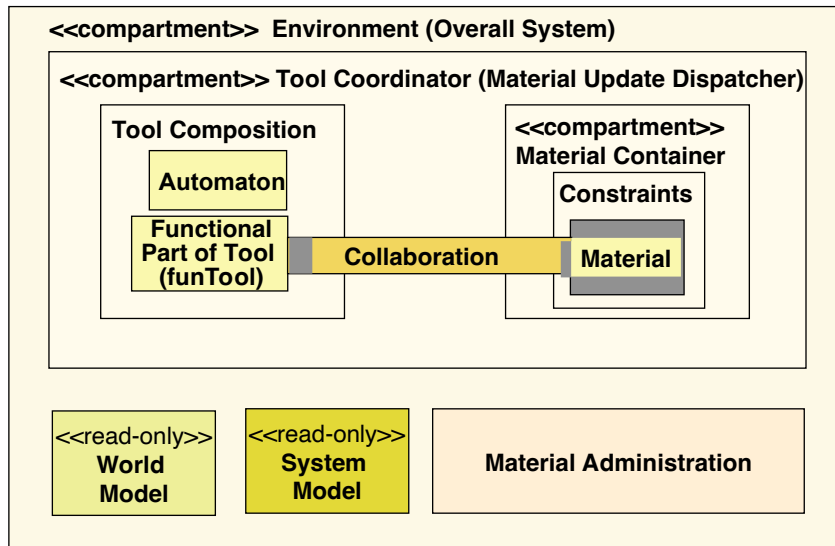 <<compartment>> Environment (Overall System)
<<compartment>> Tool Coordinator (Material Update Dispatcher)
Tool Composition
Automaton
Functional
Part of Tool
(funTool)
Collaboration
<<compartment>>
Material Container
Constraints
Material
<<read-only>>
World
Model
<<read-only>>
System
Model
Material Administration